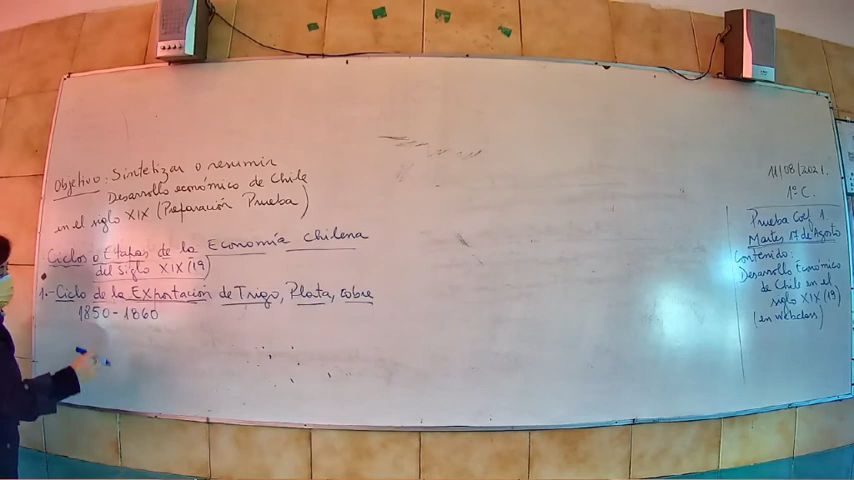 Objetivo: Sintetizar o resumir
Desarrollo económico de Chile
en el siglo XIX (Preparación Prueba)
Ciclos o Etapas de la Economía Chilena
del Siglo XIX (19)
1.- Ciclo de la Exportación de Trigo, Plata, cobre
1850-1860
11/08/2021.
1º C.
Prueba Coef 1
Martes 17 de Agosto
Contenido:
Desarrollo Económico
de Chile en el
siglo XIX (19)
(en webclass)